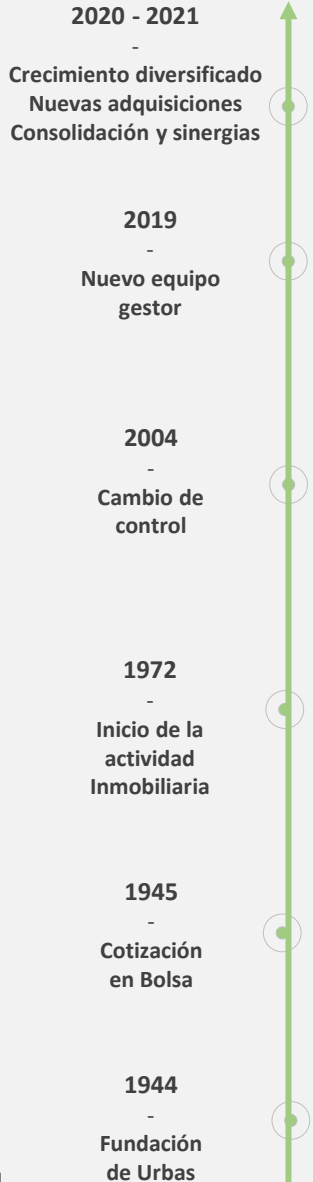 2020 - 2021
-
Crecimiento diversificado
Nuevas adquisiciones
Consolidación y sinergias
2019
-
Nuevo equipo
gestor
2004
-
Cambio de
control
1972
-
Inicio de la
actividad
Inmobiliaria
1945
-
Cotización
en Bolsa
1944
-
Fundación
de Urbas